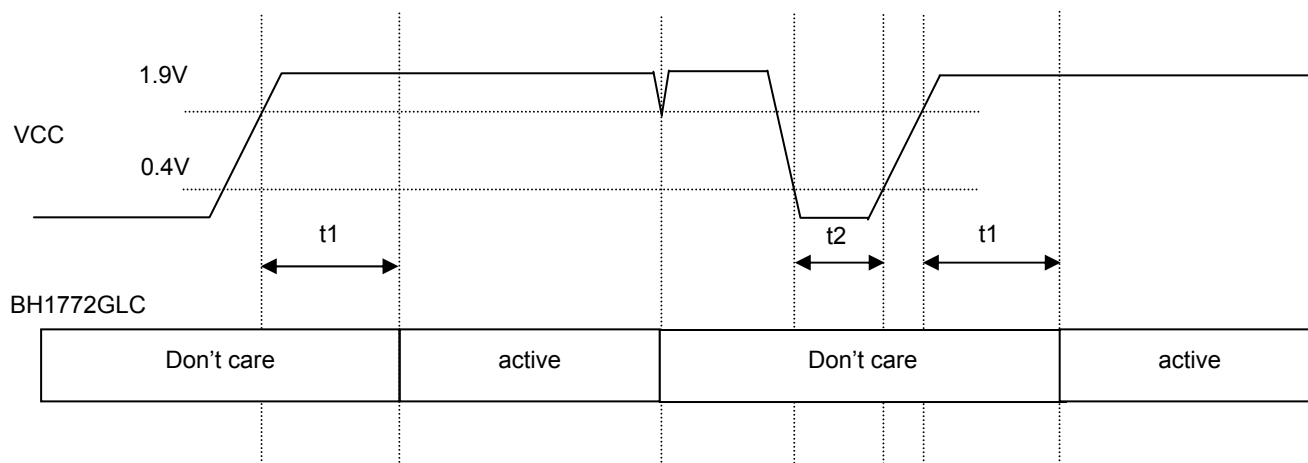 1.9V
VCC
0.4V
t1
t2
t1
BH1772GLC
Don’t care
active
Don’t care
active